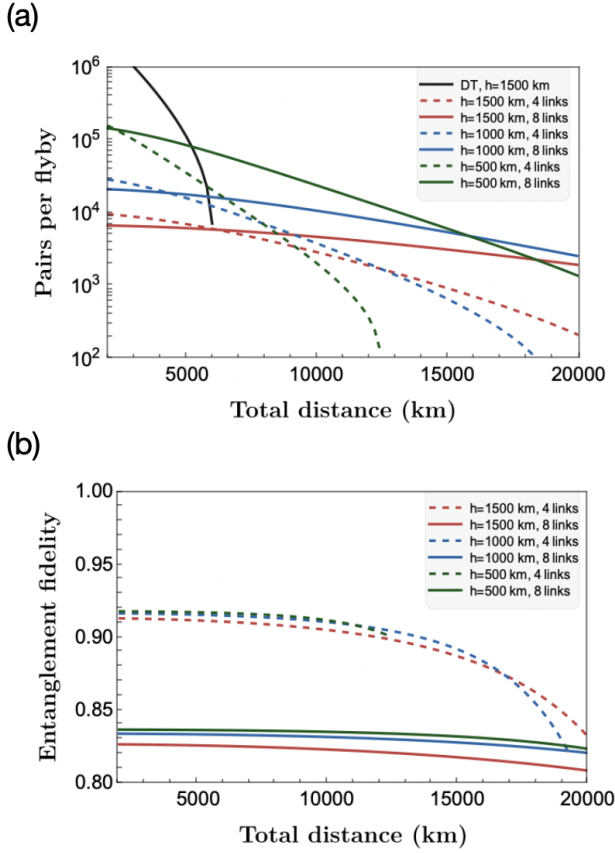 (a)
Pairs per flyby
10^6
10^5
10^4
10^3
10^2
DT, h=1500 km
h=1500 km, 4 links
h=1500 km, 8 links
h=1000 km, 4 links
h=1000 km, 8 links
h=500 km, 4 links
h=500 km, 8 links
5000 10000 15000 20000
Total distance (km)
(b)
Entanglement fidelity
1.00
0.95
0.90
0.85
0.80
h=1500 km, 4 links
h=1500 km, 8 links
h=1000 km, 4 links
h=1000 km, 8 links
h=500 km, 4 links
h=500 km, 8 links
5000 10000 15000 20000
Total distance (km)